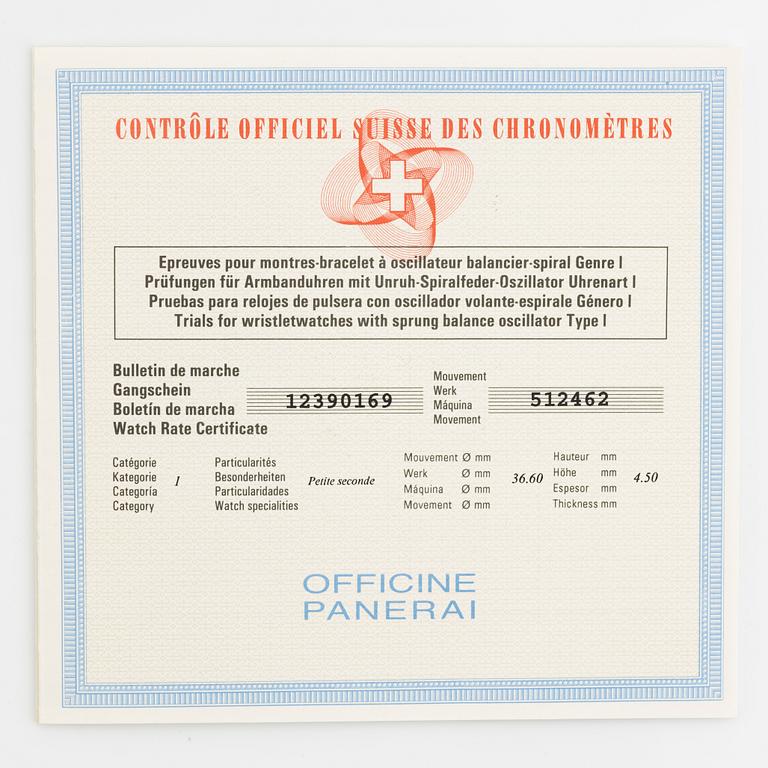 CONTRÔLE OFFICIEL SUISSE DES CHRONOMÈTRES
Epreuves pour montres-bracelet à oscillateur balancier-spiral Genre I
Prüfungen für Armbanduhren mit Unruh-Spiralfeder-Oszillator Uhrenart I
Pruebas para relojes de pulsera con oscillador volante-espirale Género I
Trials for wristletwatches with sprung balance oscillator Type I
Bulletin de marche
Gangschein
Boletín de marcha
Watch Rate Certificate
12390169
Mouvement
Werk
Máquina
Movement
512462
Catégorie
Kategorie
Categoría
Category
1
Particularités
Besonderheiten
Particularidades
Watch specialities
Petite seconde
Mouvement Ø mm
Werk Ø mm
Máquina Ø mm
Movement Ø mm
36.60
Hauteur mm
Höhe mm
Espesor mm
Thickness mm
4.50
OFFICINE
PANERAI